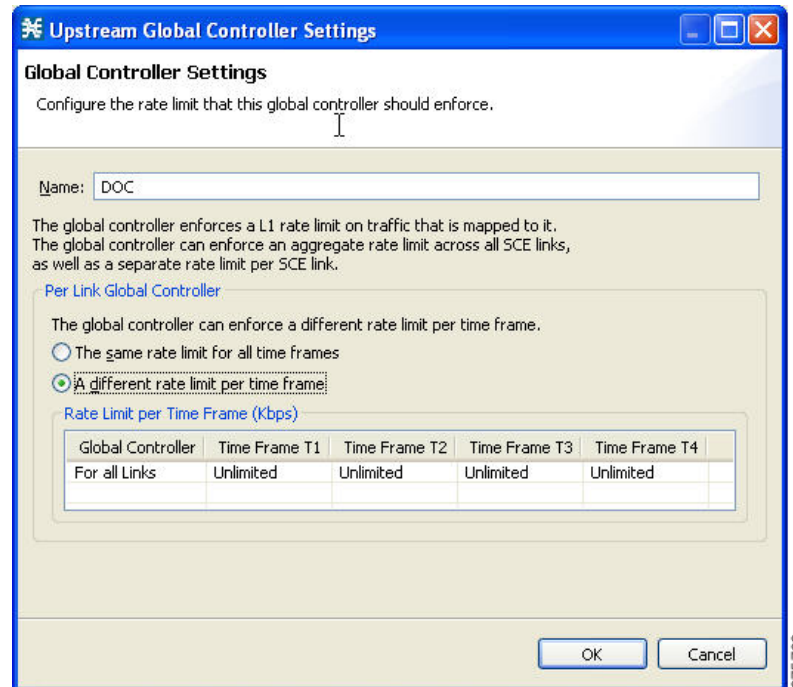 Upstream Global Controller Settings
Global Controller Settings
Configure the rate limit that this global controller should enforce.
Name: DOC
The global controller enforces a L1 rate limit on traffic that is mapped to it.
The global controller can enforce an aggregate rate limit across all SCE links,
as well as a separate rate limit per SCE link.
Per Link Global Controller
The global controller can enforce a different rate limit per time frame.
The same rate limit for all time frames
A different rate limit per time frame
Rate Limit per Time Frame (Kbps)
Global Controller Time Frame T1 Time Frame T2 Time Frame T3 Time Frame T4
For all Links Unlimited Unlimited Unlimited Unlimited
OK Cancel